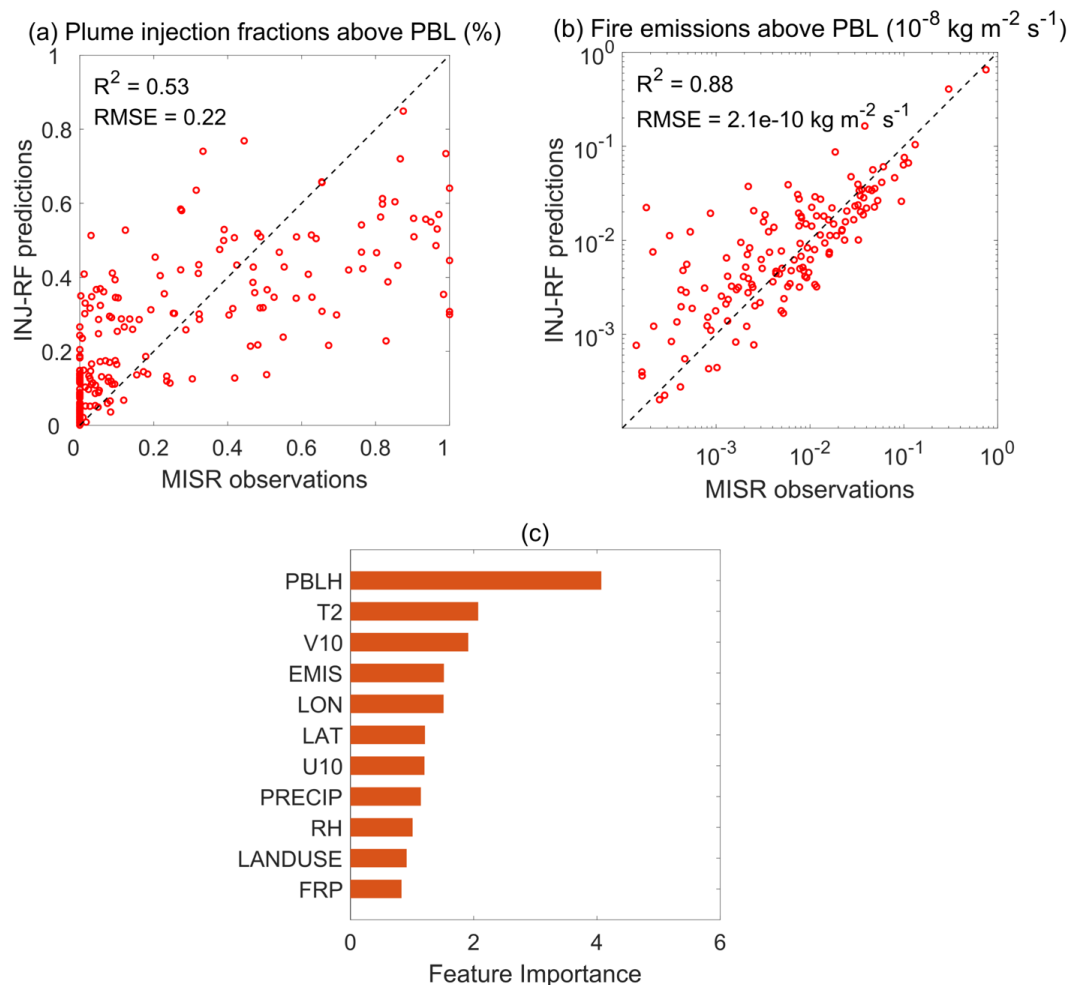 (a) Plume injection fractions above PBL (%)
R² = 0.53
RMSE = 0.22
1
0.8
0.6
0.4
0.2
0
INJ-RF predictions
0 0.2 0.4 0.6 0.8 1
MISR observations
(b) Fire emissions above PBL (10⁻⁸ kg m⁻² s⁻¹)
R² = 0.88
RMSE = 2.1e-10 kg m⁻² s⁻¹
10⁰
10⁻¹
10⁻²
10⁻³
INJ-RF predictions
10⁻³ 10⁻² 10⁻¹ 10⁰
MISR observations
(c)
PBLH
T2
V10
EMIS
LON
LAT
U10
PRECIP
RH
LANDUSE
FRP
0 2 4 6
Feature Importance